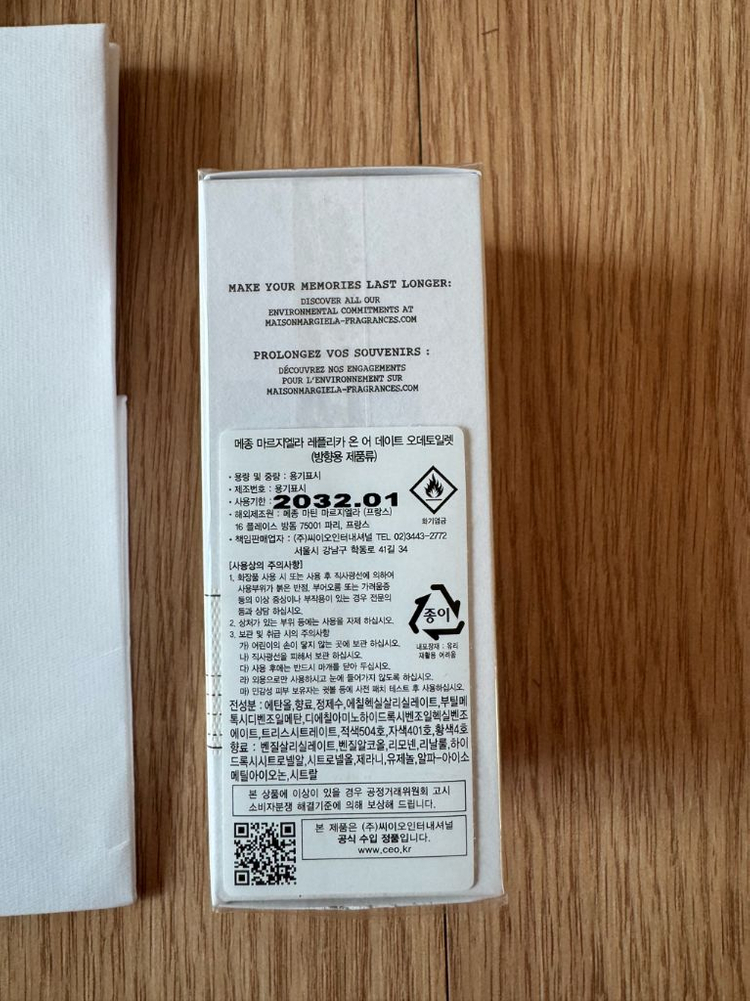 MAKE YOUR MEMORIES LAST LONGER:
DISCOVER ALL OUR
ENVIRONMENTAL COMMITMENTS AT
MAISONMARGIELA-FRAGRANCES.COM
PROLONGEZ VOS SOUVENIRS :
DÉCOUVREZ NOS ENGAGEMENTS
POUR L'ENVIRONNEMENT SUR
MAISONMARGIELA-FRAGRANCES.COM
메종 마르지엘라 레플리카 온 어 데이트 오데토일렛
(방향용 제품류)
• 용량 및 중량 : 용기표시
• 제조번호 : 용기표시
• 사용기한 : 2032.01
• 해외제조원 : 메종 마틴 마르지엘라 (프랑스)
16 플레이스 방돔 75001 파리, 프랑스
화기엄금
• 책임판매업자 : (주)씨이오인터내셔널 TEL 02)3443-2772
서울시 강남구 학동로 41길 34
[사용상의 주의사항]
1. 화장품 사용 시 또는 사용 후 직사광선에 의하여
사용부위가 붉은 반점, 부어오름 또는 가려움증
등의 이상 증상이나 부작용이 있는 경우 전문의
등과 상담 하십시오.
2. 상처가 있는 부위 등에는 사용을 자제 하십시오.
3. 보관 및 취급 시의 주의사항
가) 어린이의 손이 닿지 않는 곳에 보관 하십시오.
나) 직사광선을 피해서 보관 하십시오.
다) 사용 후에는 반드시 마개를 닫아 두십시오.
라) 외용으로만 사용하시고 눈에 들어가지 않도록 하십시오.
마) 민감성 피부 보유자는 귓볼 등에 사전 패치 테스트 후 사용하십시오.
종이
내포장재 : 유리
재활용 어려움
전성분 : 에탄올,향료,정제수,에칠헥실살리실레이트,부틸메
톡시디벤조일메탄,디에칠아미노하이드록시벤조일헥실벤조
에이트,트리스시트레이트,적색504호,자색401호,황색4호
향료 : 벤질살리실레이트,벤질알코올,리모넨,리날룰,하이
드록시시트로넬알,시트로넬올,제라니,유제놀,알파-아이소
메틸아이오논,시트랄
본 상품에 이상이 있을 경우 공정거래위원회 고시
소비자분쟁 해결기준에 의해 보상해 드립니다.
본 제품은 (주)씨이오인터내셔널
공식 수입 정품입니다.
www.ceo.kr